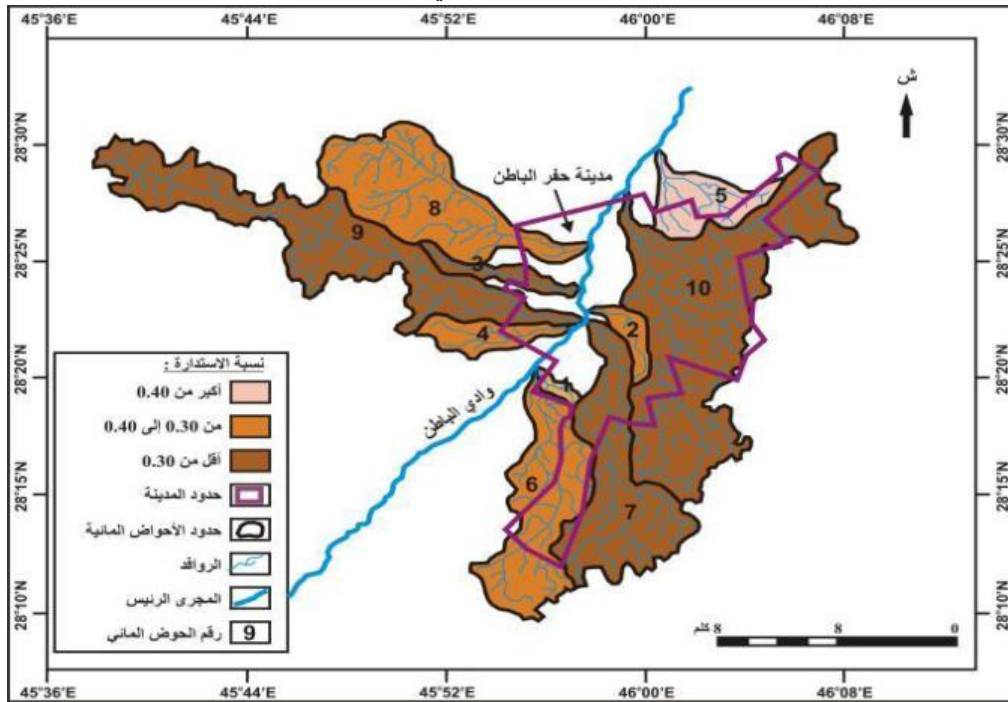 45°36'E 45°44'E 45°52'E 46°00'E 46°08'E
ش
28°30'N 28°30'N
مدينة حفر الباطن
5
8
9
28°25'N 28°25'N
3
10
2
4
28°20'N 28°20'N
1
وادي الباطن
6
28°15'N 28°15'N
7
28°10'N 28°10'N
نسبة الاستدارة :
أكبر من 0.40
من 0.30 إلى 0.40
أقل من 0.30
حدود المدينة
حدود الأحواض المائية
الروافد
المجرى الرئيس
رقم الحوض المائي 9
كلم 8 8 0
45°36'E 45°44'E 45°52'E 46°00'E 46°08'E